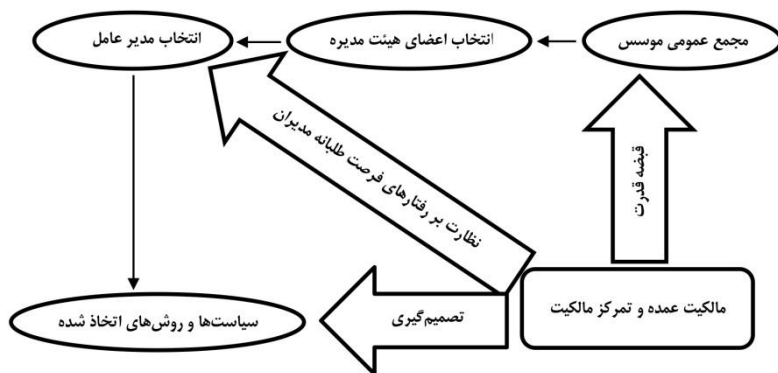 مجمع عمومی موسس
انتخاب اعضای هیئت مدیره
انتخاب مدیر عامل
قبضه قدرت
نظارت بر رفتارهای فرصت طلبانه مدیران
مالکیت عمده و تمرکز مالکیت
تصمیم‌گیری
سیاست‌ها و روش‌های اتخاذ شده